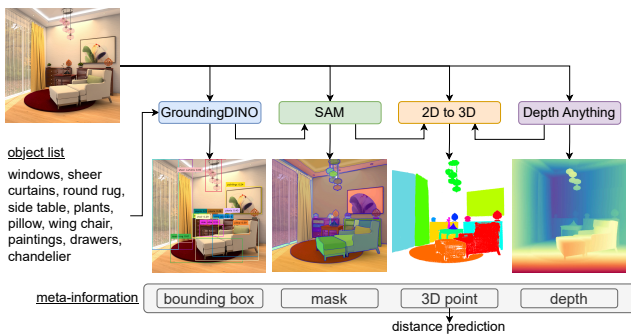 GroundingDINO
SAM
2D to 3D
Depth Anything
object list
windows, sheer
curtains, round rug,
side table, plants,
pillow, wing chair,
paintings, drawers,
chandelier
meta-information
bounding box
mask
3D point
depth
distance prediction